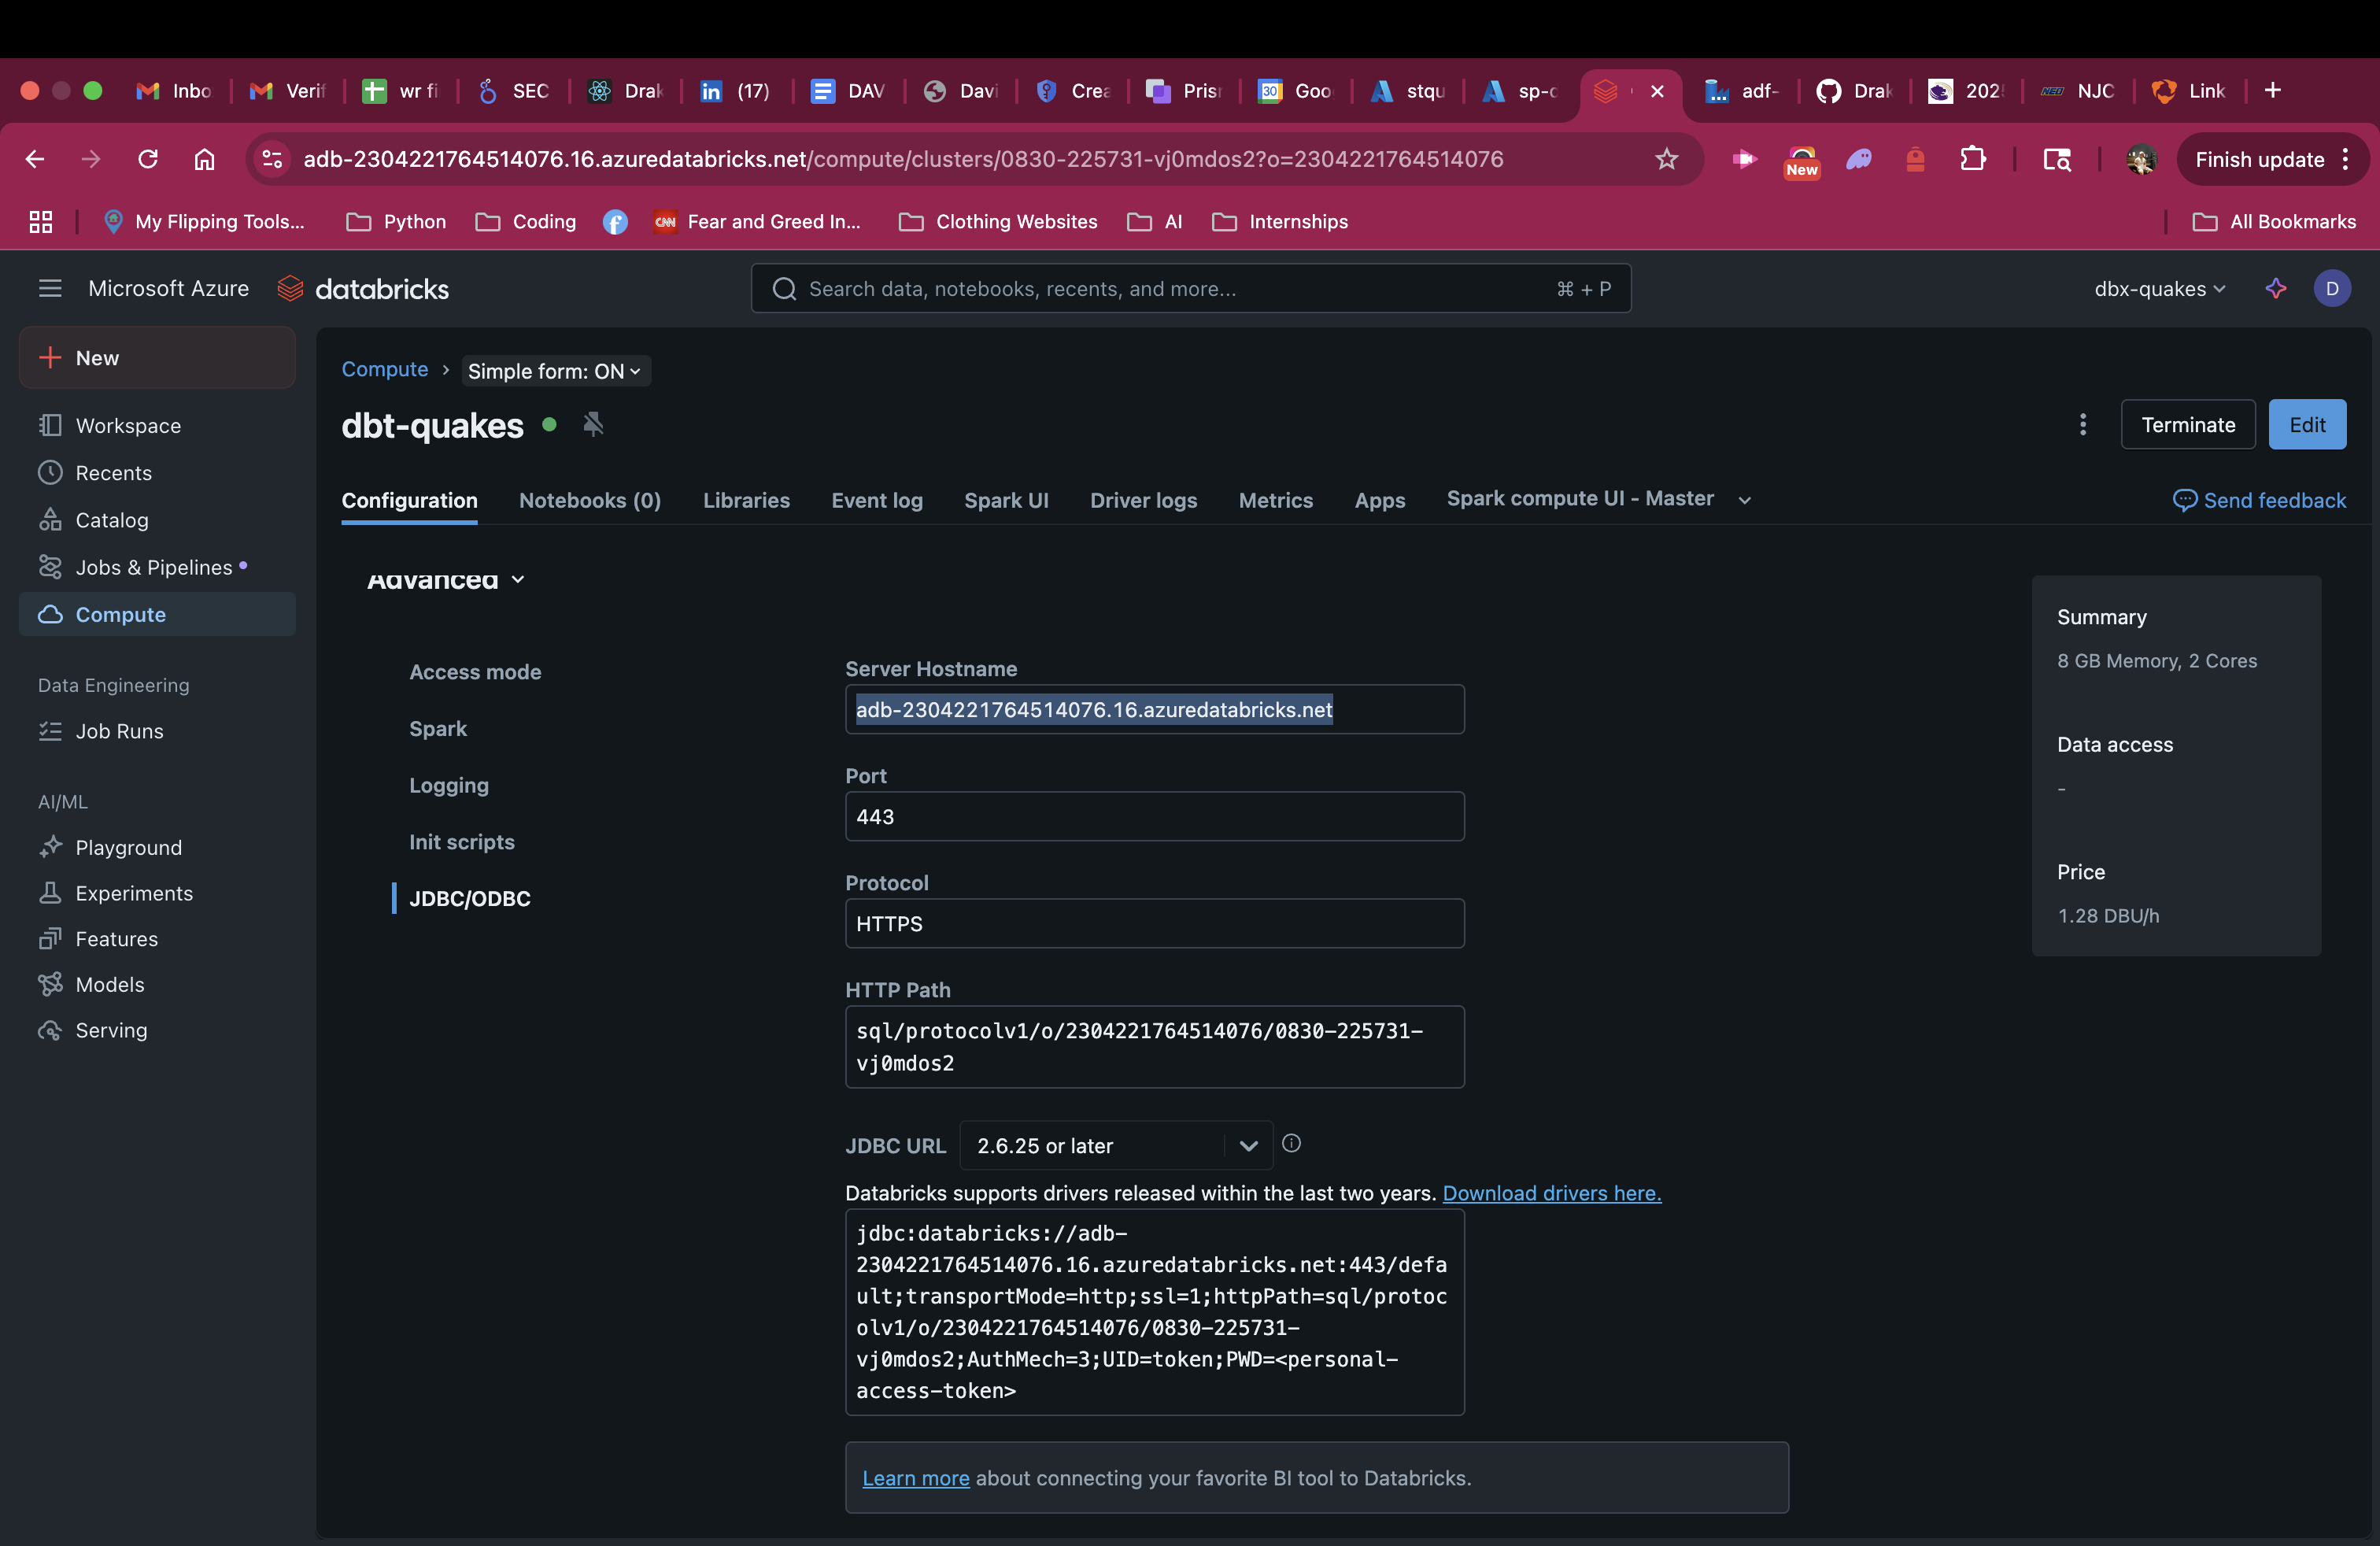 Inbo
Verif
wr fi
SEC
Drak
(17)
DAV
Davi
Crea
Prisr
30 Goo
stqu
sp-c
adf-
Drak
202
NJC
Link
adb-2304221764514076.16.azuredatabricks.net/compute/clusters/0830-225731-vj0mdos2?o=2304221764514076
New
Finish update
My Flipping Tools...
Python
Coding
CNN Fear and Greed In...
Clothing Websites
AI
Internships
All Bookmarks
Microsoft Azure
databricks
Search data, notebooks, recents, and more...
⌘ + P
dbx-quakes
D
New
Workspace
Recents
Catalog
Jobs & Pipelines
Compute
Data Engineering
Job Runs
AI/ML
Playground
Experiments
Features
Models
Serving
Compute › Simple form: ON
dbt-quakes
Terminate
Edit
Configuration
Notebooks (0)
Libraries
Event log
Spark UI
Driver logs
Metrics
Apps
Spark compute UI - Master
Send feedback
Advanced
Access mode
Spark
Logging
Init scripts
JDBC/ODBC
Server Hostname
adb-2304221764514076.16.azuredatabricks.net
Port
443
Protocol
HTTPS
HTTP Path
sql/protocolv1/o/2304221764514076/0830-225731-
vj0mdos2
JDBC URL
2.6.25 or later
Databricks supports drivers released within the last two years. Download drivers here.
jdbc:databricks://adb-
2304221764514076.16.azuredatabricks.net:443/defa
ult;transportMode=http;ssl=1;httpPath=sql/protoc
olv1/o/2304221764514076/0830-225731-
vj0mdos2;AuthMech=3;UID=token;PWD=<personal-
access-token>
Learn more about connecting your favorite BI tool to Databricks.
Summary
8 GB Memory, 2 Cores
Data access
-
Price
1.28 DBU/h